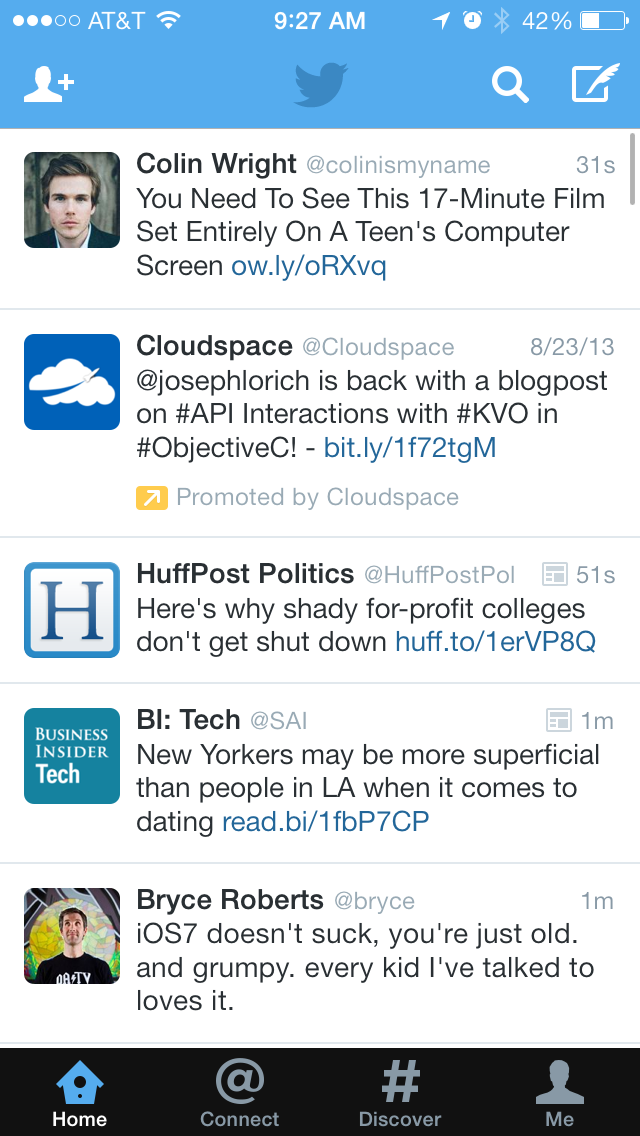 AT&T 9:27 AM 42%
Colin Wright @colinismyname 31s
You Need To See This 17-Minute Film
Set Entirely On A Teen's Computer
Screen ow.ly/oRXvq
Cloudspace @Cloudspace 8/23/13
@josephlorich is back with a blogpost
on #API Interactions with #KVO in
#ObjectiveC! - bit.ly/1f72tgM
Promoted by Cloudspace
H
HuffPost Politics @HuffPostPol 51s
Here's why shady for-profit colleges
don't get shut down huff.to/1erVP8Q
BUSINESS
INSIDER
Tech
BI: Tech @SAI 1m
New Yorkers may be more superficial
than people in LA when it comes to
dating read.bi/1fbP7CP
Bryce Roberts @bryce 1m
iOS7 doesn't suck, you're just old.
and grumpy. every kid I've talked to
loves it.
Home Connect Discover Me